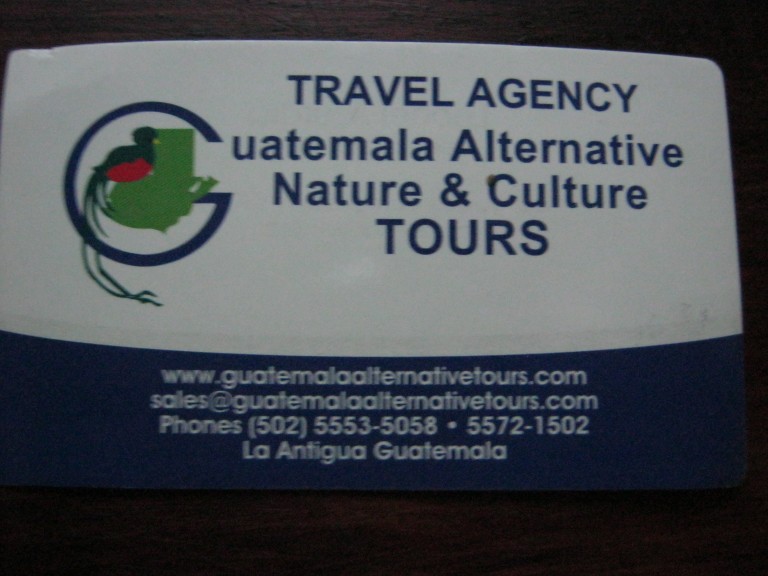 TRAVEL AGENCY
Guatemala Alternative
Nature & Culture
TOURS
www.guatemalaalternativetours.com
sales@guatemalaalternativetours.com
Phones (502) 5553-5058 • 5572-1502
La Antigua Guatemala